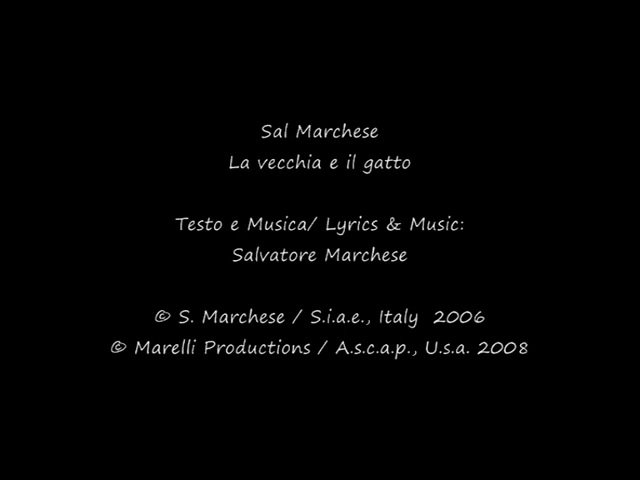 Sal Marchese
La vecchia e il gatto
Testo e Musica/ Lyrics & Music:
Salvatore Marchese
© S. Marchese / S.i.a.e., Italy 2006
© Marelli Productions / A.s.c.a.p., U.s.a. 2008